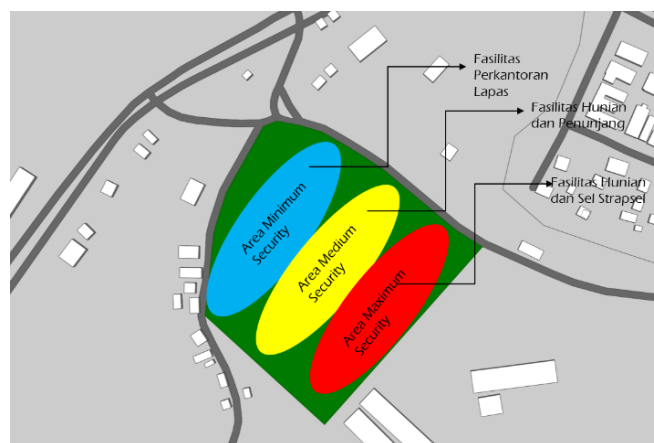 Fasilitas
Perkantoran
Lapas
Fasilitas Hunian
dan Penunjang
Fasilitas Hunian
dan Sel Strapsel
Area Minimum
Security
Area Medium
Security
Area Maximum
Security